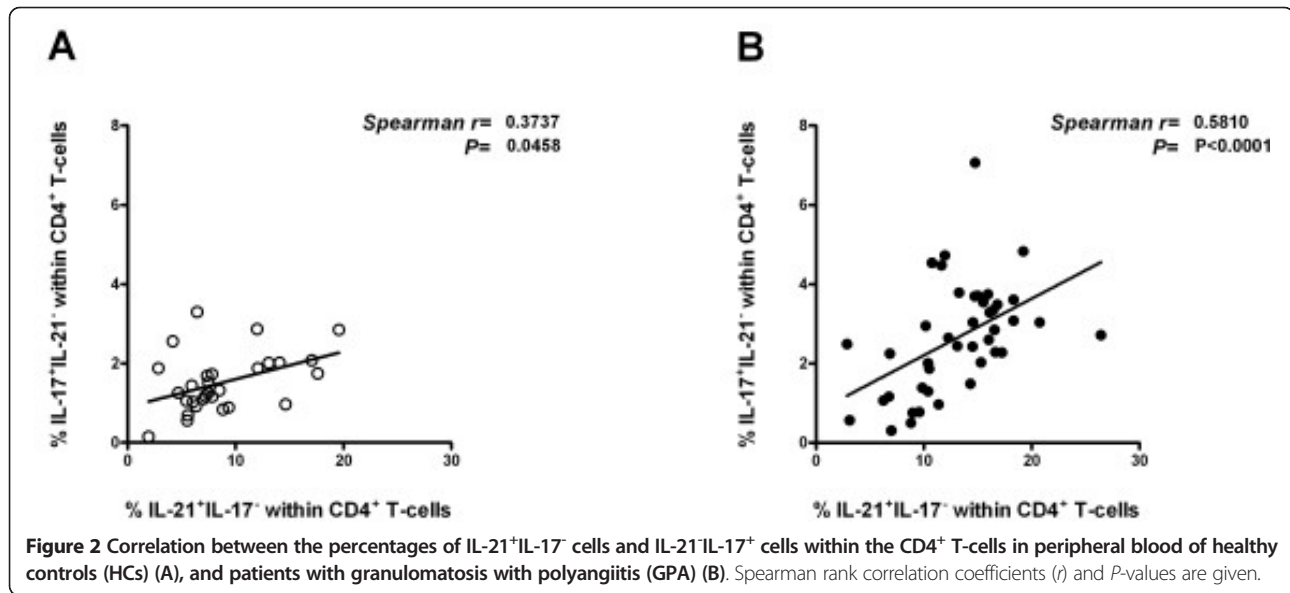 A
B
Spearman r= 0.3737
P= 0.0458
Spearman r= 0.5810
P= P<0.0001
% IL-17⁺IL-21⁻ within CD4⁺ T-cells
8
6
4
2
0
0 10 20 30
% IL-21⁺IL-17⁻ within CD4⁺ T-cells
% IL-17⁺IL-21⁻ within CD4⁺ T-cells
8
6
4
2
0
0 10 20 30
% IL-21⁺IL-17⁻ within CD4⁺ T-cells
Figure 2 Correlation between the percentages of IL-21⁺IL-17⁻ cells and IL-21⁻IL-17⁺ cells within the CD4⁺ T-cells in peripheral blood of healthy
controls (HCs) (A), and patients with granulomatosis with polyangiitis (GPA) (B). Spearman rank correlation coefficients (r) and P-values are given.